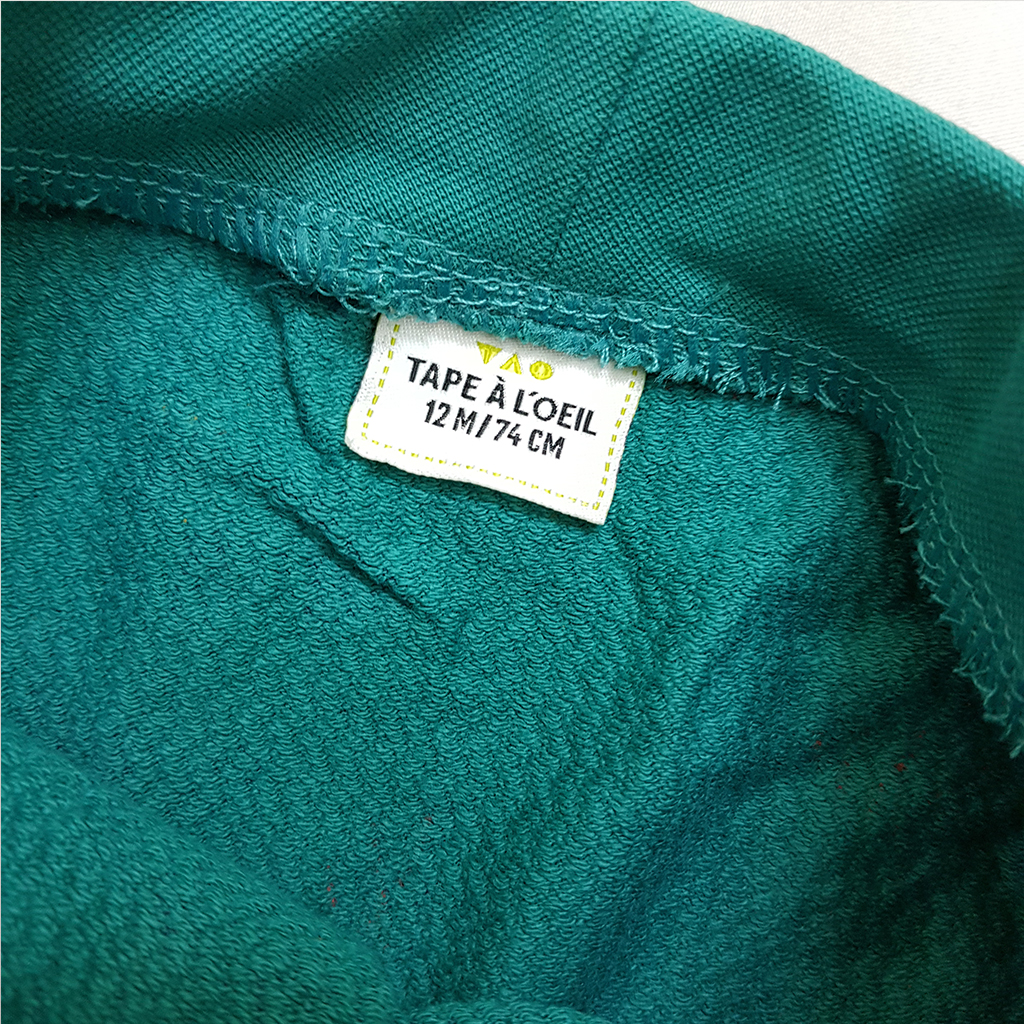 TAO
TAPE À L'OEIL
12 M/74 CM